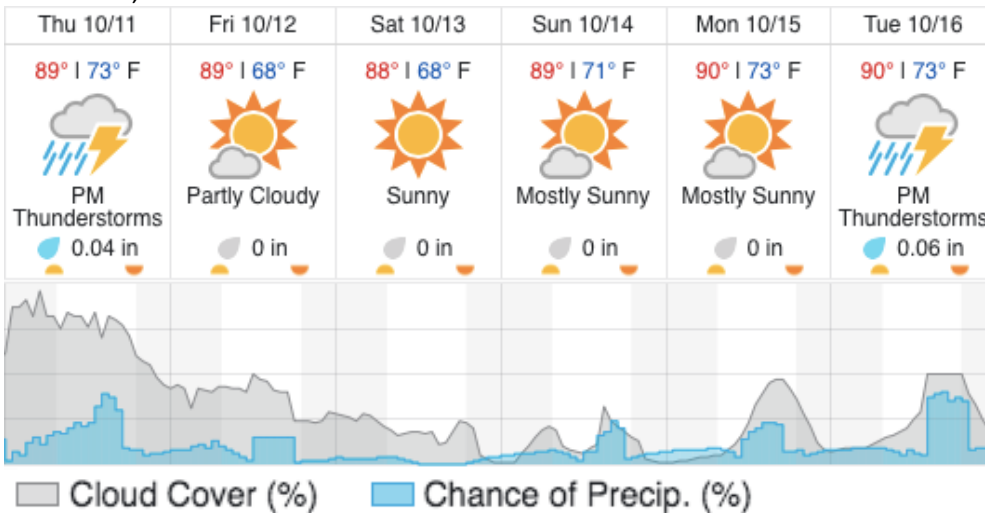 Thu 10/11 Fri 10/12 Sat 10/13 Sun 10/14 Mon 10/15 Tue 10/16
89° | 73° F 89° | 68° F 88° | 68° F 89° | 71° F 90° | 73° F 90° | 73° F
PM Partly Cloudy Sunny Mostly Sunny Mostly Sunny PM
Thunderstorms Thunderstorms
0.04 in 0 in 0 in 0 in 0 in 0.06 in
Cloud Cover (%) Chance of Precip. (%)